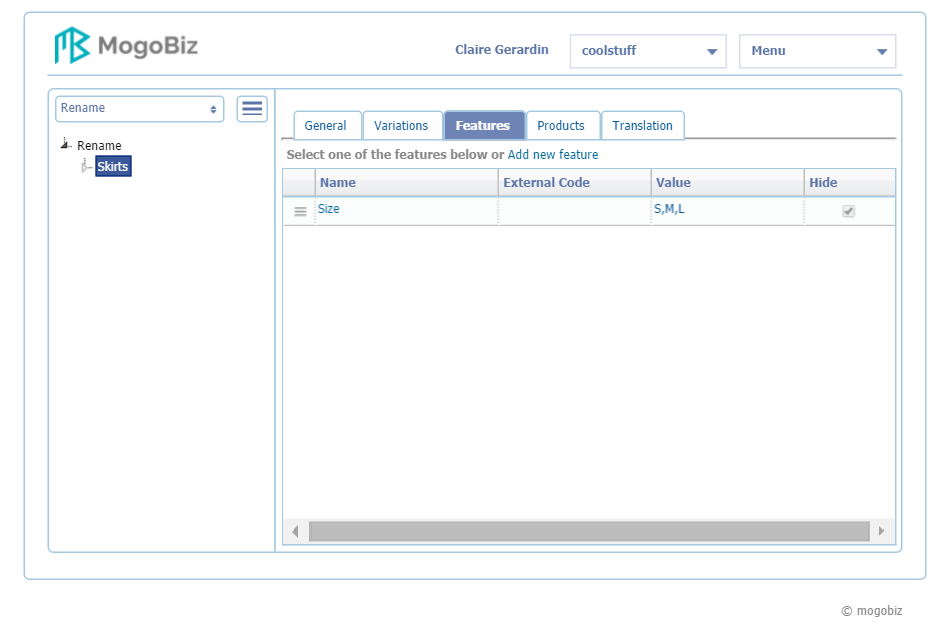 MogoBiz
Claire Gerardin
coolstuff
Menu
Rename
Rename
Skirts
General
Variations
Features
Products
Translation
Select one of the features below or Add new feature
Name External Code Value Hide
Size S,M,L
© mogobiz